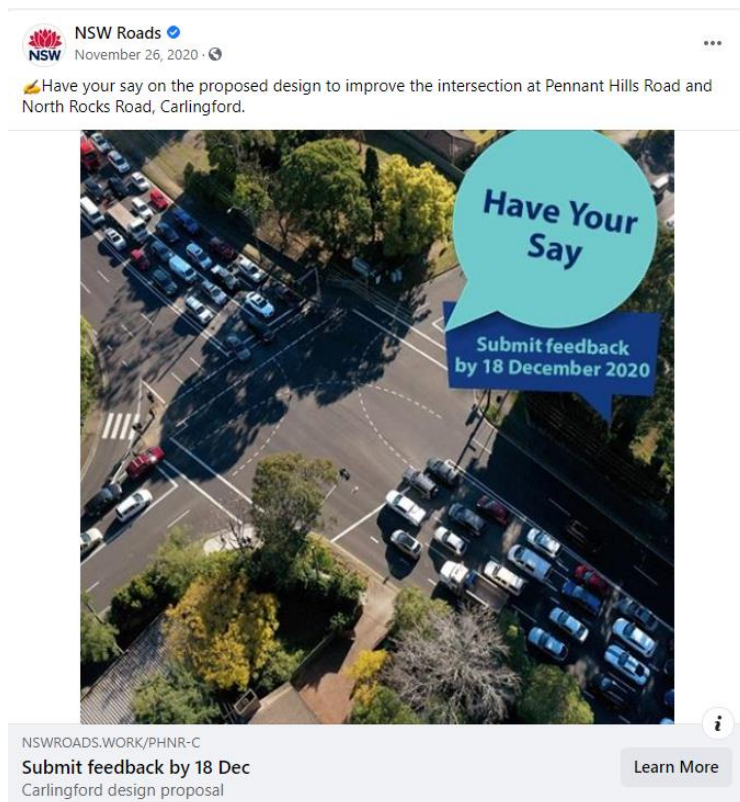 NSW Roads
November 26, 2020 ·
✍Have your say on the proposed design to improve the intersection at Pennant Hills Road and
North Rocks Road, Carlingford.
NSW
Have Your
Say
Submit feedback
by 18 December 2020
NSWROADS.WORK/PHNR-C
Submit feedback by 18 Dec
Carlingford design proposal
Learn More